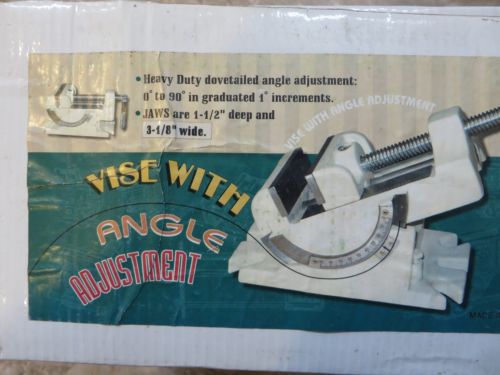 • Heavy Duty dovetailed angle adjustment:
0° to 90° in graduated 1° increments.
• JAWS are 1-1/2" deep and
3-1/8" wide.
VISE WITH ANGLE ADJUSTMENT
VISE WITH
ANGLE
ADJUSTMENT